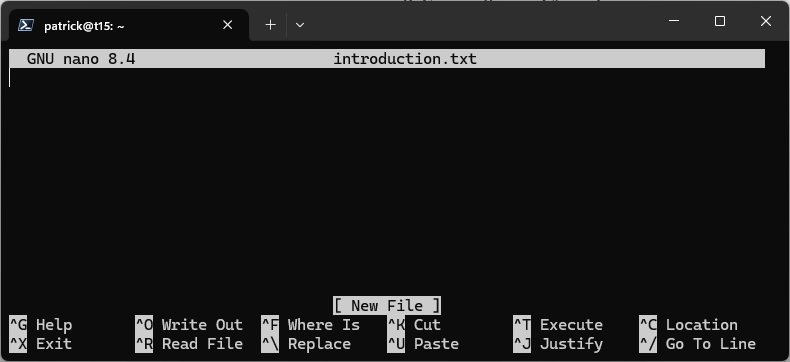 patrick@t15: ~
GNU nano 8.4 introduction.txt
[ New File ]
^G Help ^O Write Out ^F Where Is ^K Cut ^T Execute ^C Location
^X Exit ^R Read File ^\ Replace ^U Paste ^J Justify ^/ Go To Line